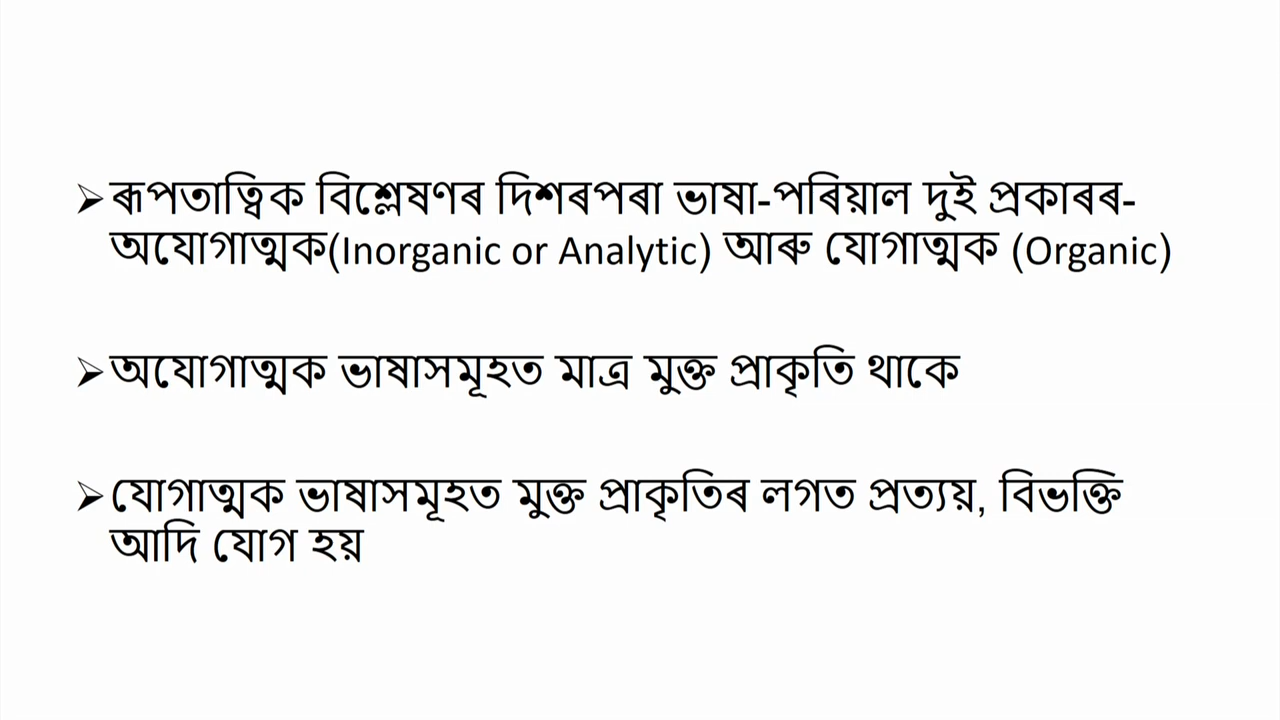 ➢ৰূপতাত্বিক বিশ্লেষণৰ দিশৰপৰা ভাষা-পৰিয়াল দুই প্ৰকাৰৰ-
অযোগাত্মক(Inorganic or Analytic) আৰু যোগাত্মক (Organic)
➢অযোগাত্মক ভাষাসমূহত মাত্ৰ মুক্ত প্ৰাকৃতি থাকে
➢যোগাত্মক ভাষাসমূহত মুক্ত প্ৰাকৃতিৰ লগত প্ৰত্যয়, বিভক্তি
আদি যোগ হয়